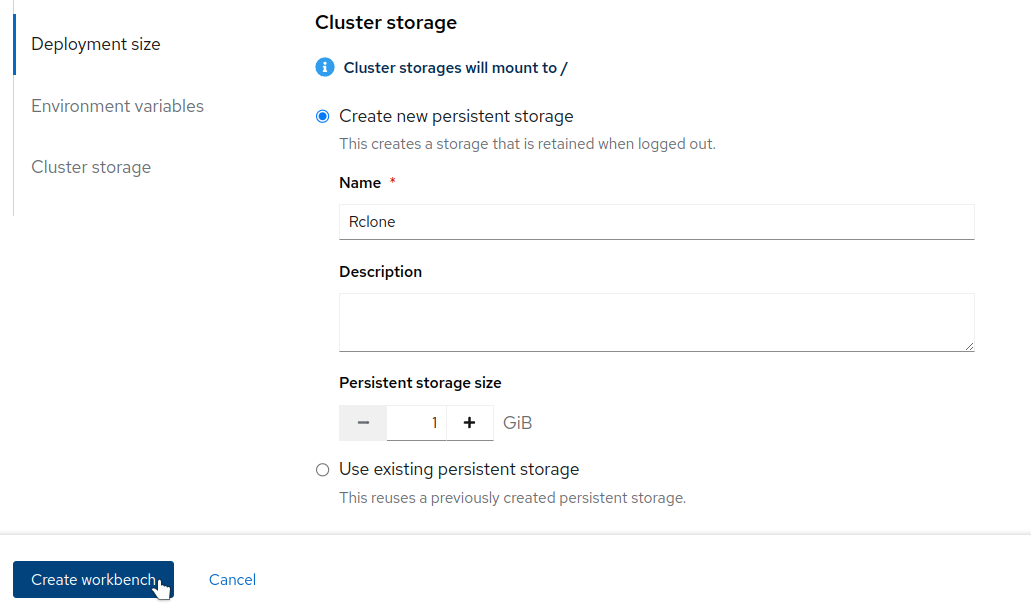 Deployment size
Environment variables
Cluster storage
Cluster storage
Cluster storages will mount to /
Create new persistent storage
This creates a storage that is retained when logged out.
Name *
Rclone
Description
Persistent storage size
− 1 + GiB
Use existing persistent storage
This reuses a previously created persistent storage.
Create workbench
Cancel